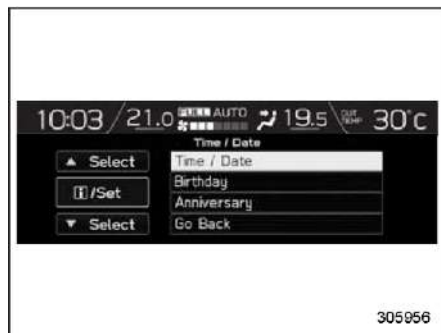 10:03 21.0 FULL AUTO 19.5 OUT TEMP 30°C
Time / Date
▲ Select
Time / Date
i/Set
Birthday
Anniversary
▼ Select
Go Back
305956